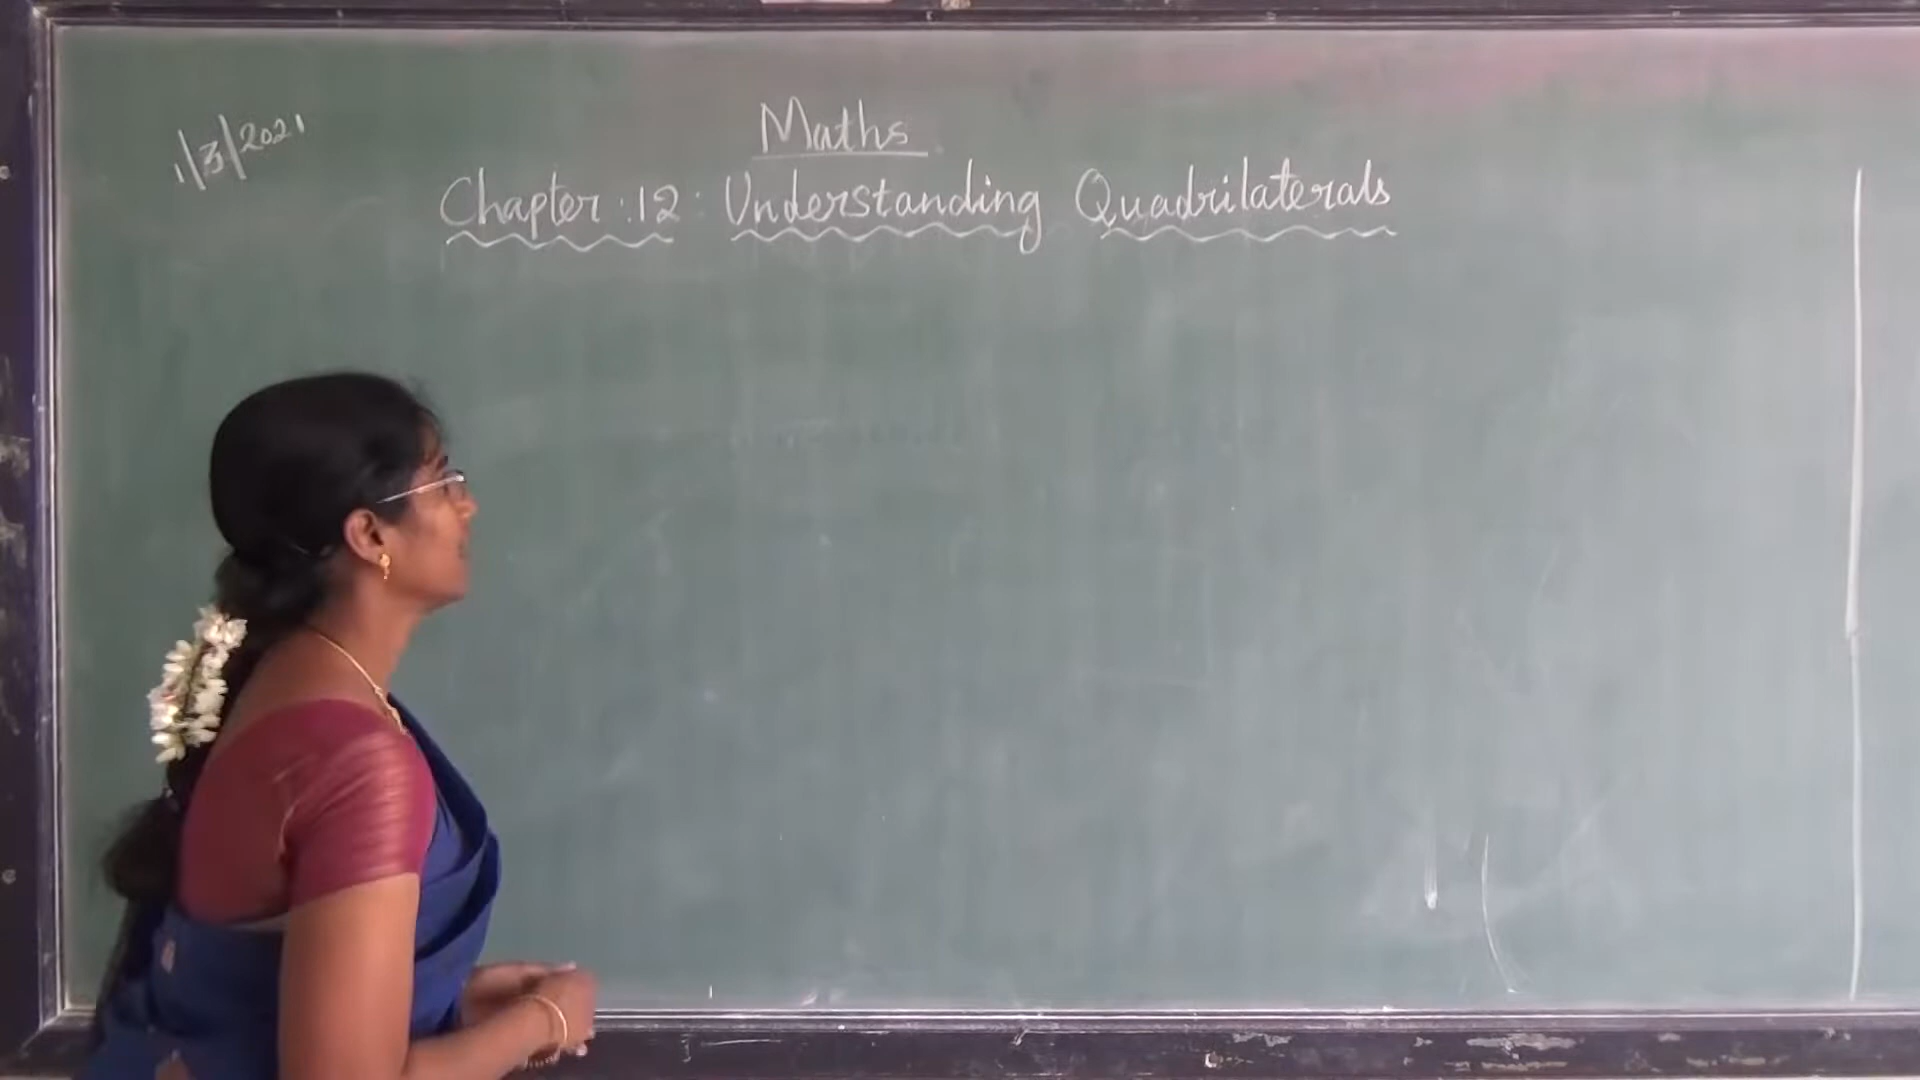 1/3/2021
Maths
Chapter : 12 : Understanding Quadrilaterals